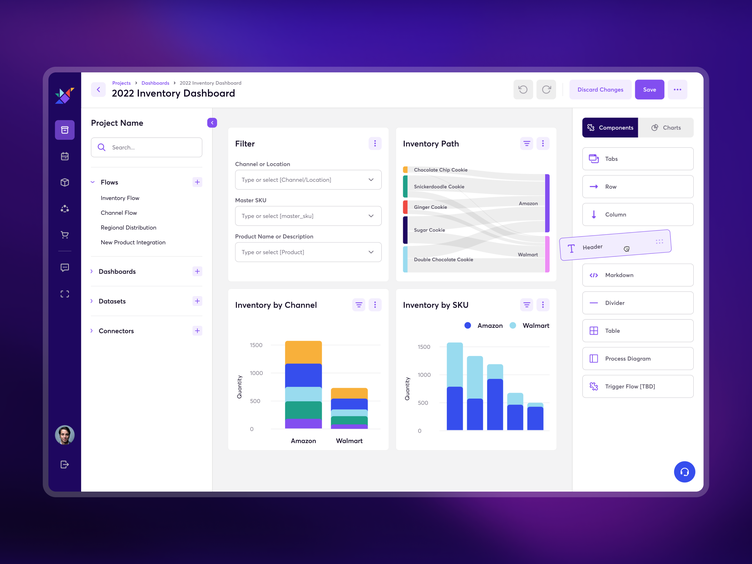 Projects > Dashboards > 2022 Inventory Dashboard
2022 Inventory Dashboard
Discard Changes
Save
Project Name
Search...
Flows
Inventory Flow
Channel Flow
Regional Distribution
New Product Integration
Dashboards
Datasets
Connectors
Filter
Channel or Location
Type or select [Channel/Location]
Master SKU
Type or select [master_sku]
Product Name or Description
Type or select [Product]
Inventory Path
Chocolate Chip Cookie
Snickerdoodle Cookie
Ginger Cookie
Sugar Cookie
Double Chocolate Cookie
Amazon
Walmart
Inventory by Channel
Quantity
1500
1000
500
0
Amazon
Walmart
Inventory by SKU
Amazon
Walmart
Quantity
1500
1000
500
0
Components
Charts
Tabs
Row
Column
Header
Markdown
Divider
Table
Process Diagram
Trigger Flow [TBD]